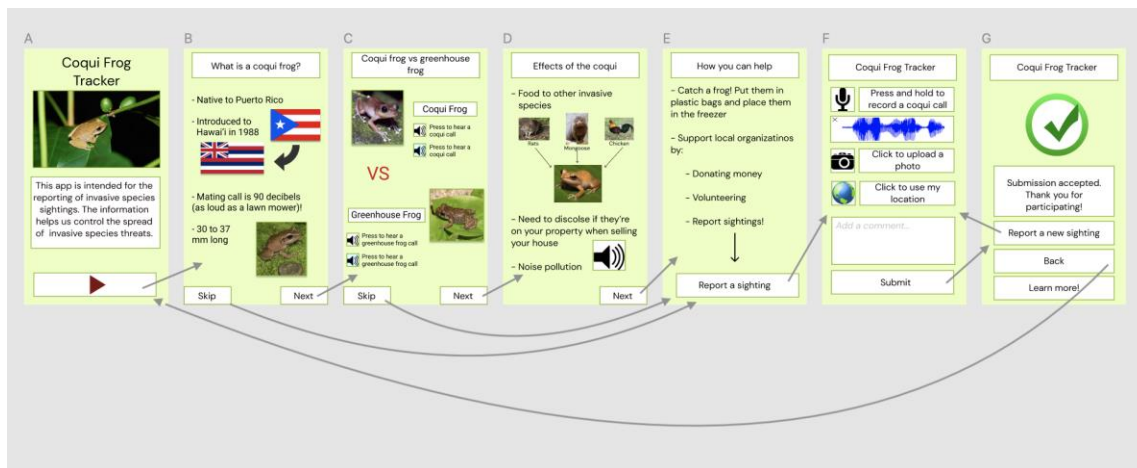 A
Coqui Frog
Tracker
This app is intended for the
reporting of invasive species
sightings. The information
helps us control the spread
of invasive species threats.
B
What is a coqui frog?
- Native to Puerto Rico
- Introduced to
Hawai'i in 1988
- Mating call is 90 decibels
(as loud as a lawn mower)!
- 30 to 37
mm long
Skip
Next
C
Coqui frog vs greenhouse
frog
Coqui Frog
Press to hear a
coqui call
Press to hear a
coqui call
VS
Greenhouse Frog
Press to hear a
greenhouse frog call
Press to hear a
greenhouse frog call
Skip
Next
D
Effects of the coqui
- Food to other invasive
species
Rats
Mongoose
Chicken
- Need to discolse if they're
on your property when selling
your house
- Noise pollution
Next
E
How you can help
- Catch a frog! Put them in
plastic bags and place them
in the freezer
- Support local organizatinos
by:
- Donating money
- Volunteering
- Report sightings!
Report a sighting
F
Coqui Frog Tracker
Press and hold to
record a coqui call
Click to upload a
photo
Click to use my
location
Add a comment...
Submit
G
Coqui Frog Tracker
Submission accepted.
Thank you for
participating!
Report a new sighting
Back
Learn more!